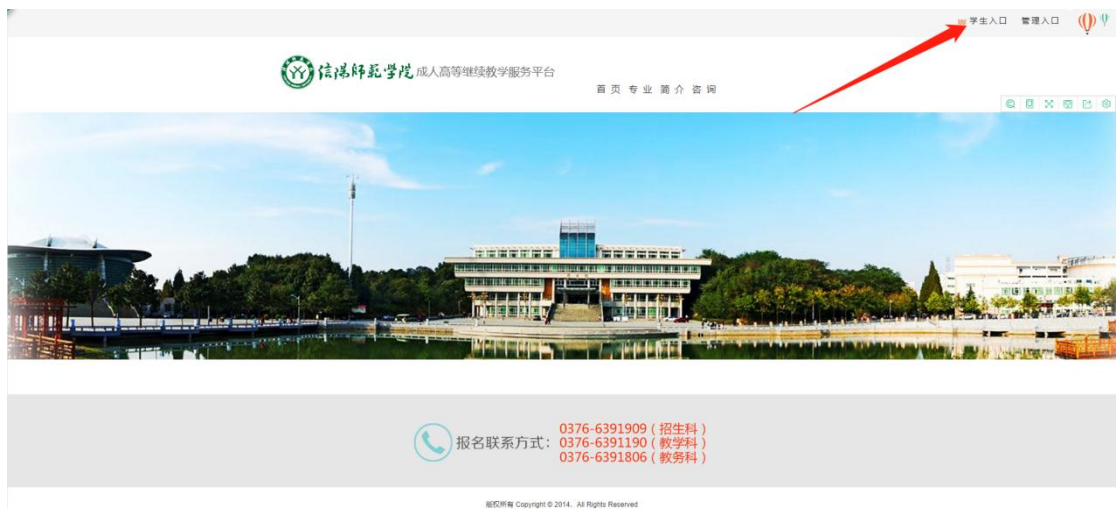 学生入口 管理入口
信阳师范学院 成人高等继续教学服务平台
首页 专业 简介 咨询
报名联系方式:
0376-6391909 ( 招生科 )
0376-6391190 ( 教学科 )
0376-6391806 ( 教务科 )
版权所有 Copyright © 2014。All Rights Reserved